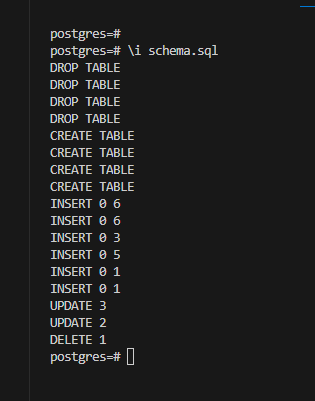 postgres=#
postgres=# \i schema.sql
DROP TABLE
DROP TABLE
DROP TABLE
DROP TABLE
CREATE TABLE
CREATE TABLE
CREATE TABLE
CREATE TABLE
INSERT 0 6
INSERT 0 6
INSERT 0 3
INSERT 0 5
INSERT 0 1
INSERT 0 1
UPDATE 3
UPDATE 2
DELETE 1
postgres=#